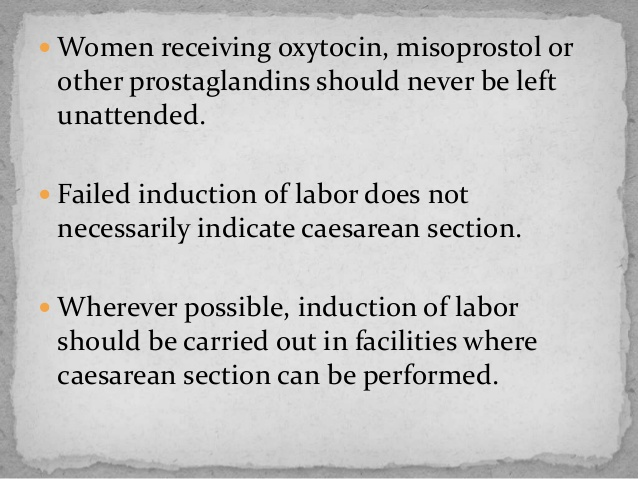 • Women receiving oxytocin, misoprostol or
other prostaglandins should never be left
unattended.
• Failed induction of labor does not
necessarily indicate caesarean section.
• Wherever possible, induction of labor
should be carried out in facilities where
caesarean section can be performed.